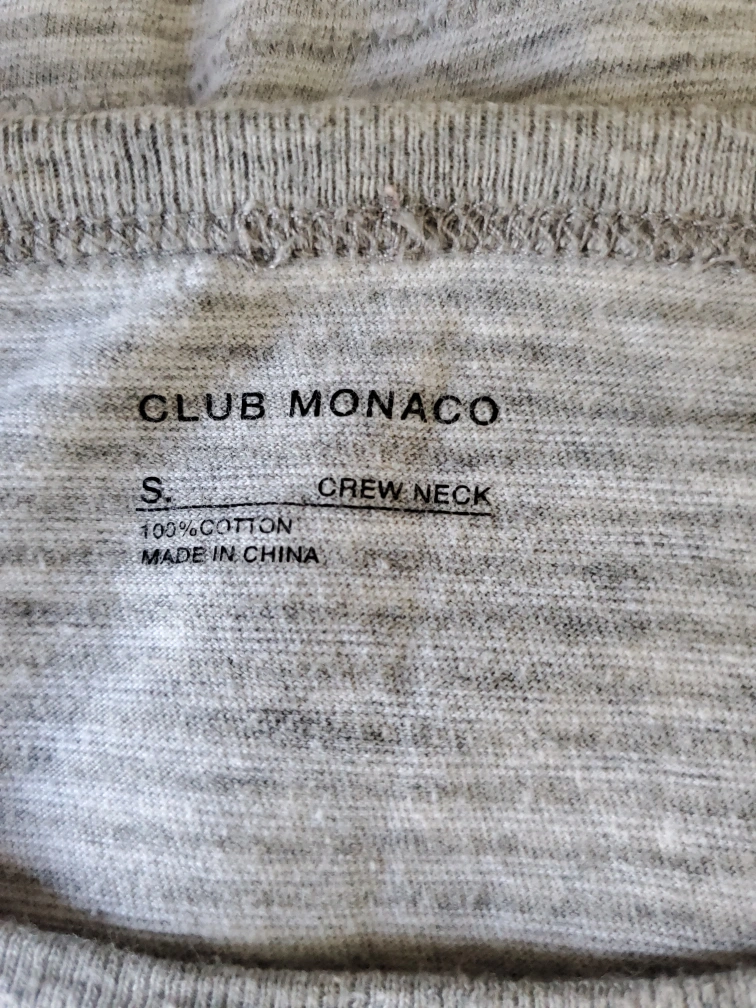 CLUB MONACO
S. CREW NECK
100%COTTON
MADE IN CHINA